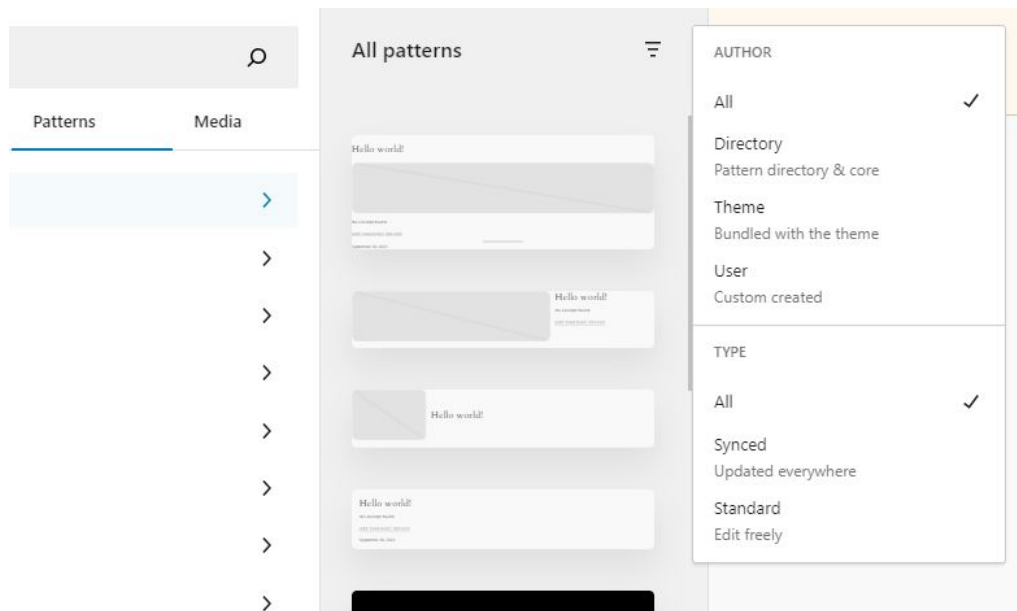 Patterns
Media
All patterns
Hello world!
Hello world!
Hello world!
Hello world!
AUTHOR
All
Directory
Pattern directory & core
Theme
Bundled with the theme
User
Custom created
TYPE
All
Synced
Updated everywhere
Standard
Edit freely